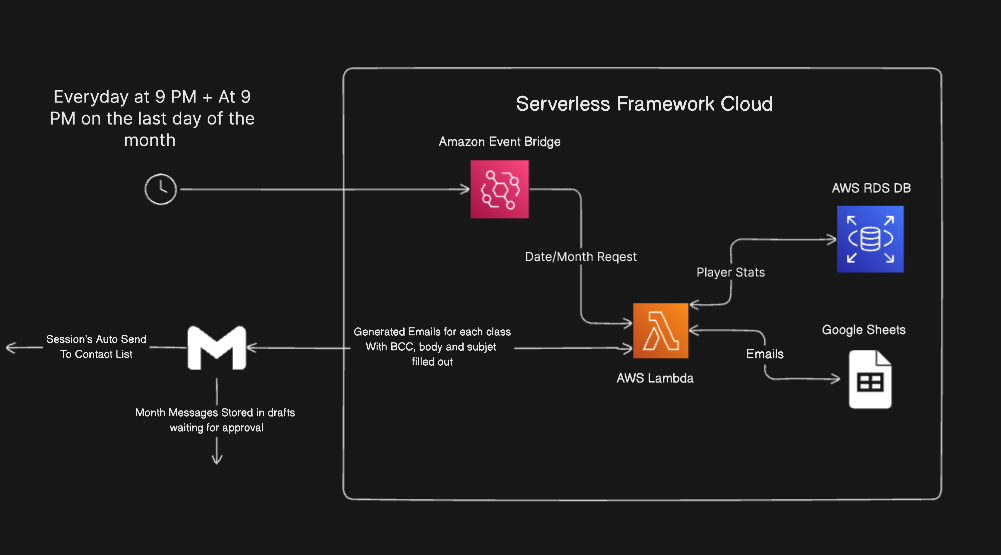 Everyday at 9 PM + At 9
PM on the last day of the
month
Serverless Framework Cloud
Amazon Event Bridge
AWS RDS DB
Date/Month Reqest
Player Stats
Session's Auto Send
To Contact List
Generated Emails for each class
With BCC, body and subjet
filled out
Google Sheets
Emails
AWS Lambda
Month Messages Stored in drafts
waiting for approval